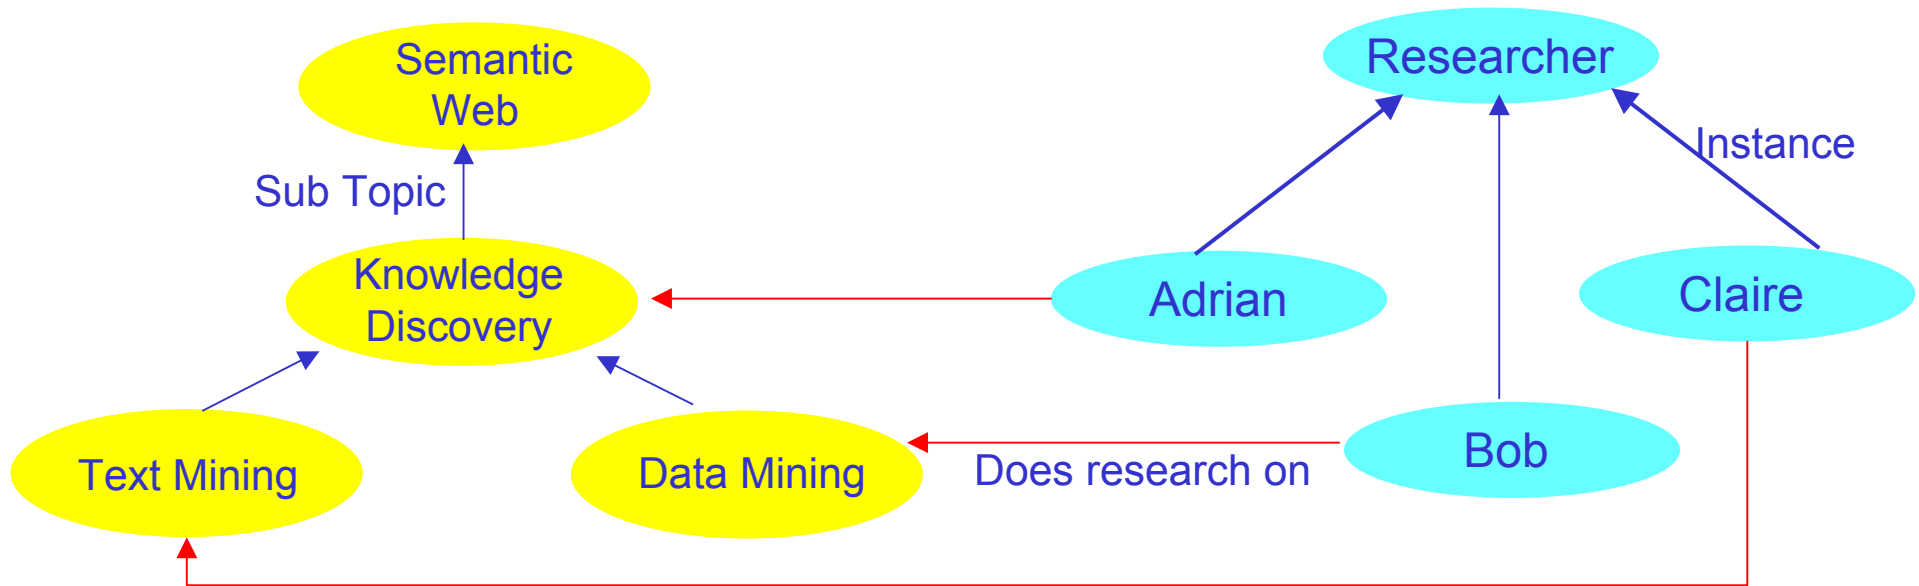 Semantic
Web
Researcher
Instance
Sub Topic
Knowledge
Discovery
Adrian
Claire
Text Mining
Data Mining
Does research on
Bob